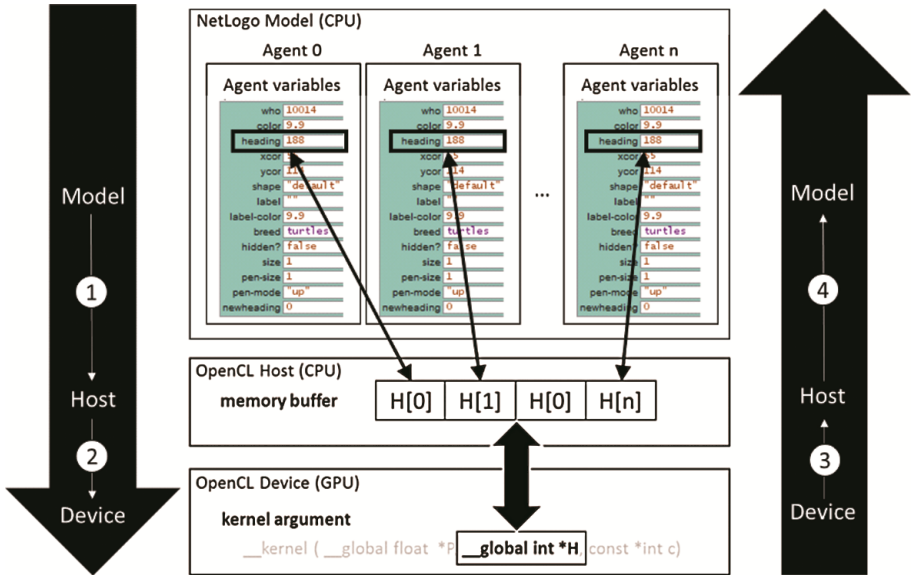 NetLogo Model (CPU)
Agent 0
Agent 1
Agent n
Agent variables
who 10014
color 9.9
heading 188
xcor
ycor 114
shape "default"
label ""
label-color 9.9
breed turtles
hidden? false
size 1
pen-size 1
pen-mode "up"
newheading 0
Agent variables
who 10014
color 9.9
heading 188
xcor
ycor 114
shape "default"
label ""
label-color 9.9
breed turtles
hidden? false
size 1
pen-size 1
pen-mode "up"
newheading 0
...
Agent variables
who 10014
color 9.9
heading 188
xcor
ycor 114
shape "default"
label ""
label-color 9.9
breed turtles
hidden? false
size 1
pen-size 1
pen-mode "up"
newheading 0
Model
1
Host
2
Device
Model
4
Host
3
Device
OpenCL Host (CPU)
memory buffer
H[0] H[1] H[0] H[n]
OpenCL Device (GPU)
kernel argument
__kernel ( __global float *P, __global int *H, const *int c)